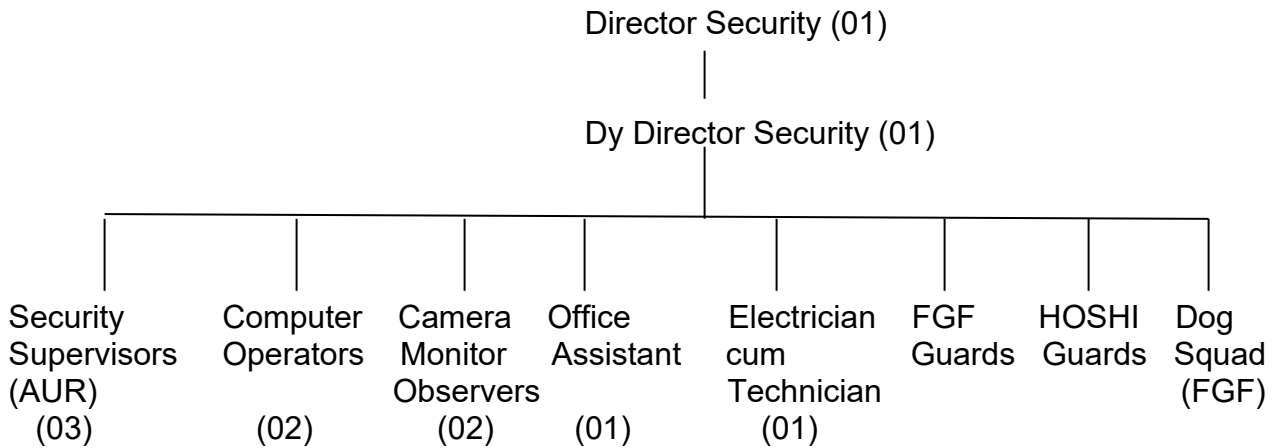 Director Security (01)
Dy Director Security (01)
Security Supervisors (AUR) (03)
Computer Operators (02)
Camera Monitor Observers (02)
Office Assistant (01)
Electrician cum Technician (01)
FGF Guards
HOSHI Guards
Dog Squad (FGF)